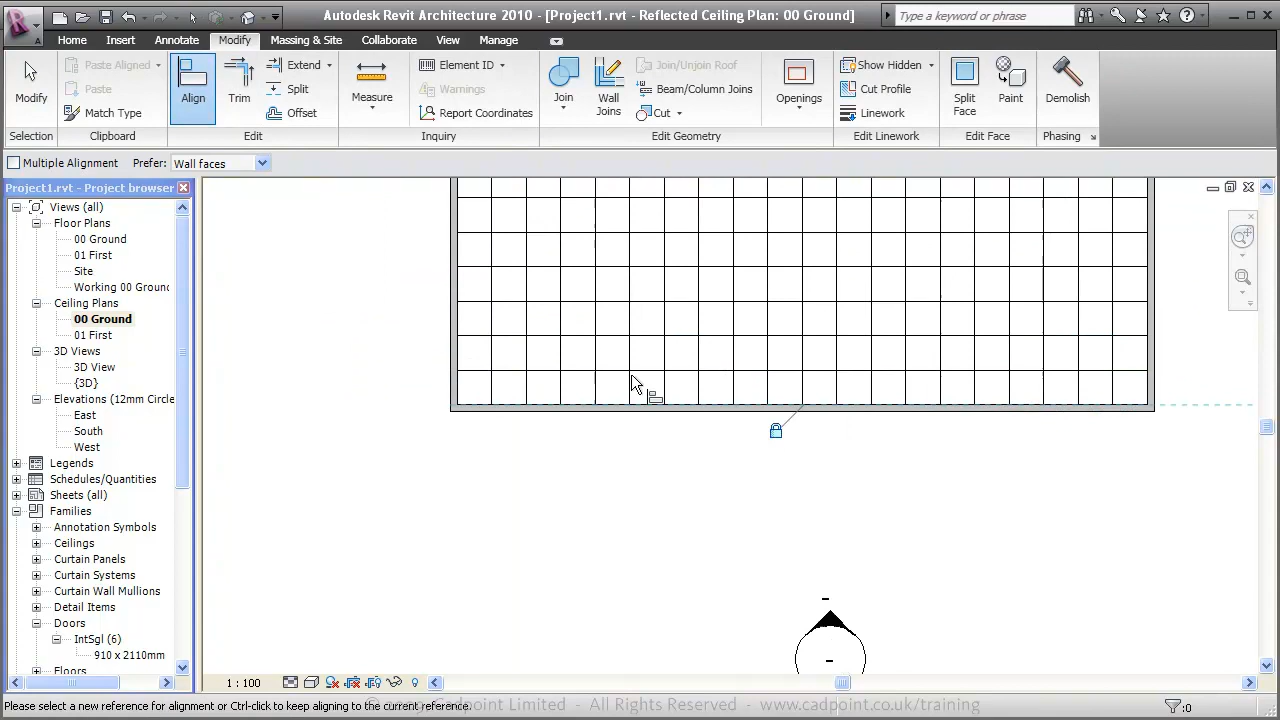 Autodesk Revit Architecture 2010 - [Project1.rvt - Reflected Ceiling Plan: 00 Ground]
Type a keyword or phrase
Home Insert Annotate Modify Massing & Site Collaborate View Manage
Modify
Selection
Paste Aligned
Paste
Match Type
Clipboard
Align
Trim
Extend
Split
Offset
Edit
Measure
Element ID
Warnings
Report Coordinates
Inquiry
Join
Wall Joins
Join/Unjoin Roof
Beam/Column Joins
Cut
Edit Geometry
Openings
Show Hidden
Cut Profile
Linework
Edit Linework
Split Face
Paint
Edit Face
Demolish
Phasing
Multiple Alignment Prefer: Wall faces
Project1.rvt - Project browser
Views (all)
Floor Plans
00 Ground
01 First
Site
Working 00 Ground
Ceiling Plans
00 Ground
01 First
3D Views
3D View
{3D}
Elevations (12mm Circle
East
South
West
Legends
Schedules/Quantities
Sheets (all)
Families
Annotation Symbols
Ceilings
Curtain Panels
Curtain Systems
Curtain Wall Mullions
Detail Items
Doors
IntSgl (6)
910 x 2110mm
Floors
1 : 100
Please select a new reference for alignment or Ctrl-click to keep aligning to the current reference.
Cadpoint Limited - All Rights Reserved - www.cadpoint.co.uk/training
:0